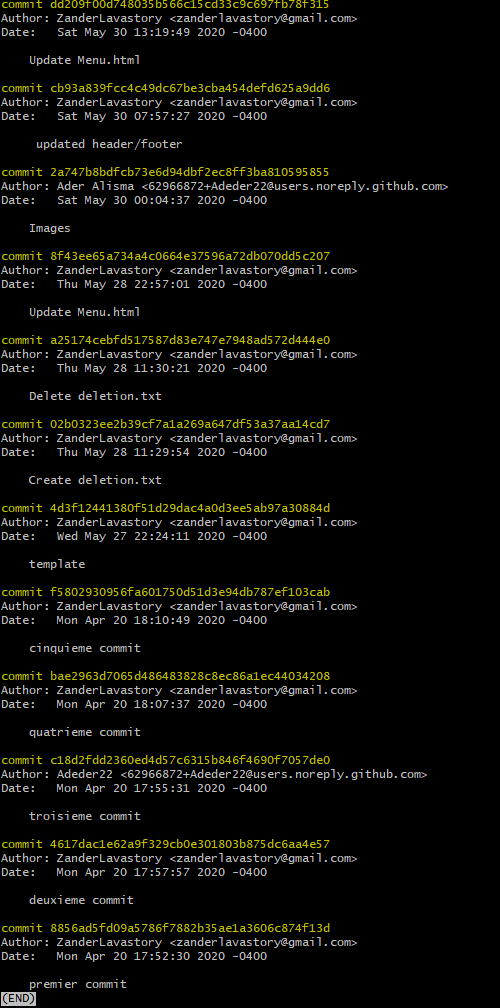 commit dd209f00d748035b566c15cd33c9c697fb78f315
Author: ZanderLavastory <zanderlavastory@gmail.com>
Date:   Sat May 30 13:19:49 2020 -0400
Update Menu.html
commit cb93a839fcc4c49dc67be3cba454defd625a9dd6
Author: ZanderLavastory <zanderlavastory@gmail.com>
Date:   Sat May 30 07:57:27 2020 -0400
updated header/footer
commit 2a747b8bdfcb73e6d94dbf2ec8ff3ba810595855
Author: Ader Alisma <62966872+Adeder22@users.noreply.github.com>
Date:   Sat May 30 00:04:37 2020 -0400
Images
commit 8f43ee65a734a4c0664e37596a72db070dd5c207
Author: ZanderLavastory <zanderlavastory@gmail.com>
Date:   Thu May 28 22:57:01 2020 -0400
Update Menu.html
commit a25174cebfd517587d83e747e7948ad572d444e0
Author: ZanderLavastory <zanderlavastory@gmail.com>
Date:   Thu May 28 11:30:21 2020 -0400
Delete deletion.txt
commit 02b0323ee2b39cf7a1a269a647df53a37aa14cd7
Author: ZanderLavastory <zanderlavastory@gmail.com>
Date:   Thu May 28 11:29:54 2020 -0400
Create deletion.txt
commit 4d3f12441380f51d29dac4a0d3ee5ab97a30884d
Author: ZanderLavastory <zanderlavastory@gmail.com>
Date:   Wed May 27 22:24:11 2020 -0400
template
commit f5802930956fa601750d51d3e94db787ef103cab
Author: ZanderLavastory <zanderlavastory@gmail.com>
Date:   Mon Apr 20 18:10:49 2020 -0400
cinquieme commit
commit bae2963d7065d486483828c8ec86a1ec44034208
Author: ZanderLavastory <zanderlavastory@gmail.com>
Date:   Mon Apr 20 18:07:37 2020 -0400
quatrieme commit
commit c18d2fdd2360ed4d57c6315b846f4690f7057de0
Author: Adeder22 <62966872+Adeder22@users.noreply.github.com>
Date:   Mon Apr 20 17:55:31 2020 -0400
troisieme commit
commit 4617dac1e62a9f329cb0e301803b875dc6aa4e57
Author: ZanderLavastory <zanderlavastory@gmail.com>
Date:   Mon Apr 20 17:57:57 2020 -0400
deuxieme commit
commit 8856ad5fd09a5786f7882b35ae1a3606c874f13d
Author: ZanderLavastory <zanderlavastory@gmail.com>
Date:   Mon Apr 20 17:52:30 2020 -0400
premier commit
(END)